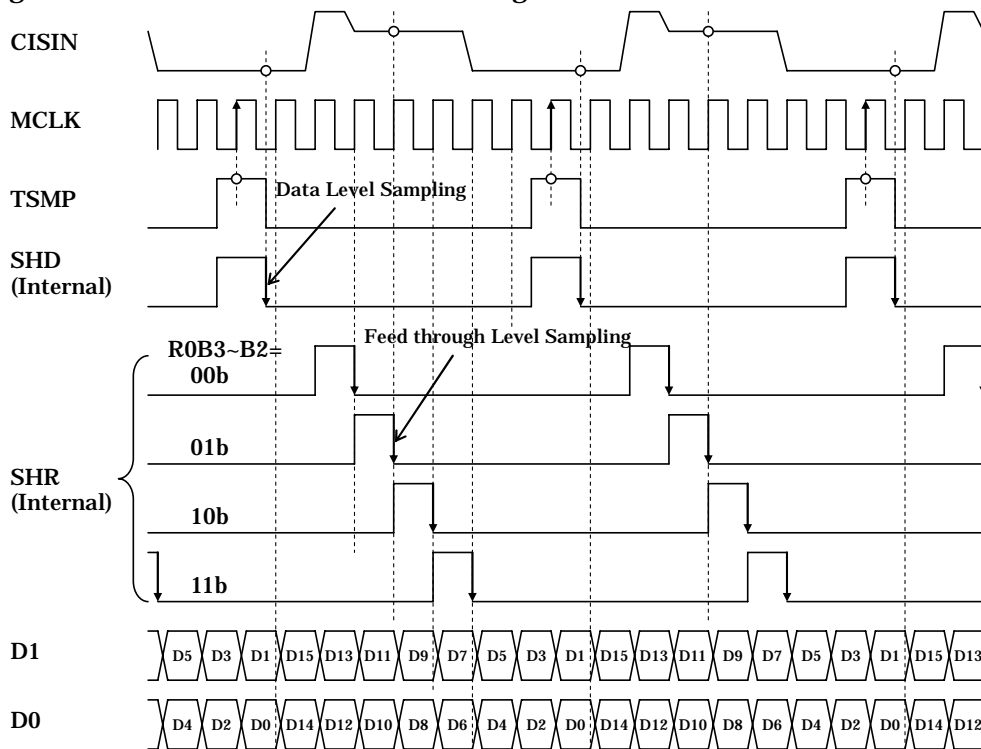 CISIN
MCLK
TSMP
Data Level Sampling
SHD
(Internal)
Feed through Level Sampling
R0B3~B2=
00b
01b
SHR
(Internal)
10b
11b
D1
D5 D3 D1 D15 D13 D11 D9 D7 D5 D3 D1 D15 D13 D11 D9 D7 D5 D3 D1 D15 D13
D0
D4 D2 D0 D14 D12 D10 D8 D6 D4 D2 D0 D14 D12 D10 D8 D6 D4 D2 D0 D14 D12